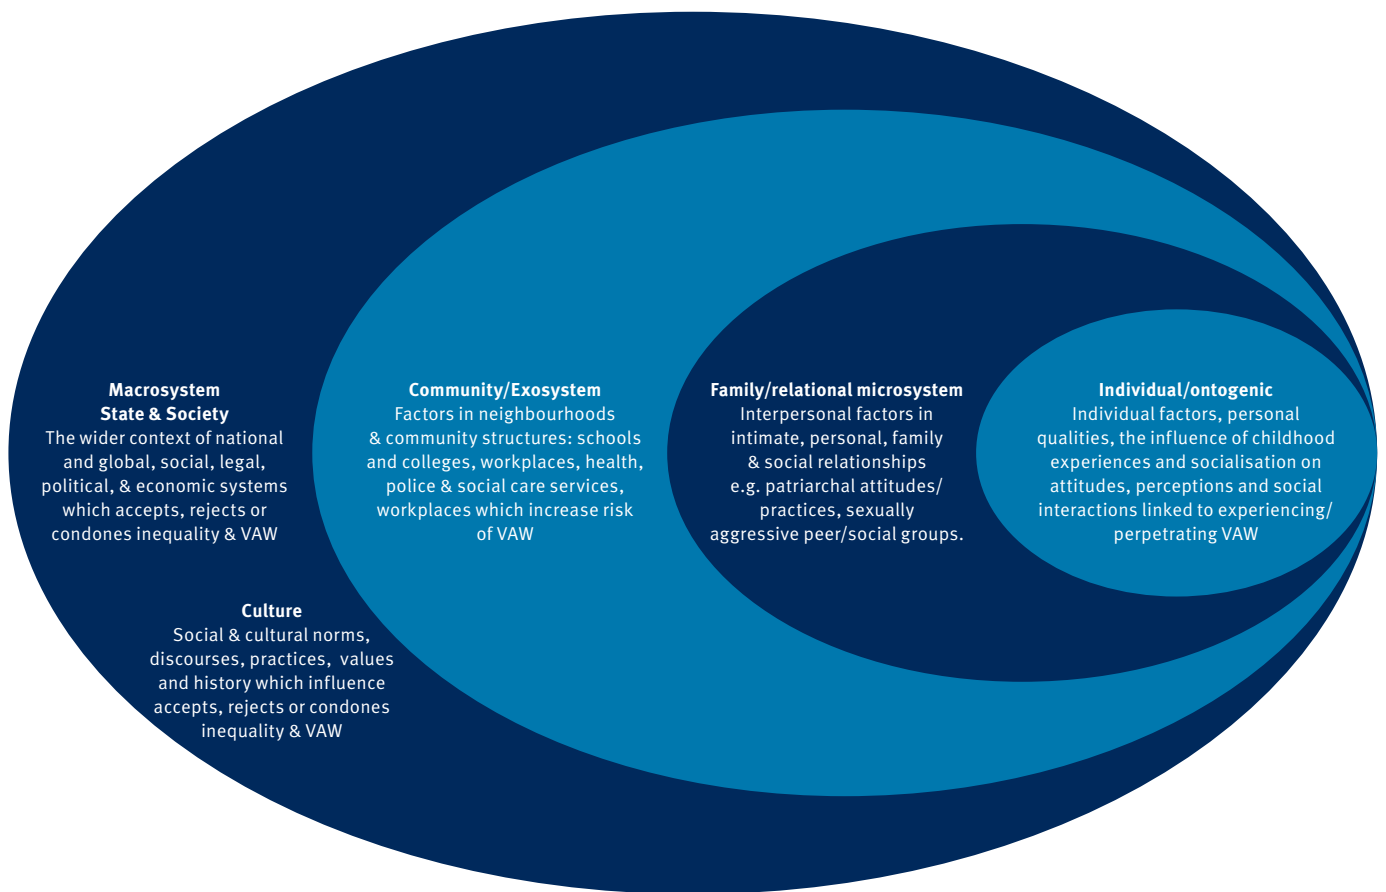 Macrosystem
State & Society
The wider context of national
and global, social, legal,
political, & economic systems
which accepts, rejects or
condones inequality & VAW
Culture
Social & cultural norms,
discourses, practices, values
and history which influence
accepts, rejects or condones
inequality & VAW
Community/Exosystem
Factors in neighbourhoods
& community structures: schools
and colleges, workplaces, health,
police & social care services,
workplaces which increase risk
of VAW
Family/relational microsystem
Interpersonal factors in
intimate, personal, family
& social relationships
e.g. patriarchal attitudes/
practices, sexually
aggressive peer/social groups.
Individual/ontogenic
Individual factors, personal
qualities, the influence of childhood
experiences and socialisation on
attitudes, perceptions and social
interactions linked to experiencing/
perpetrating VAW